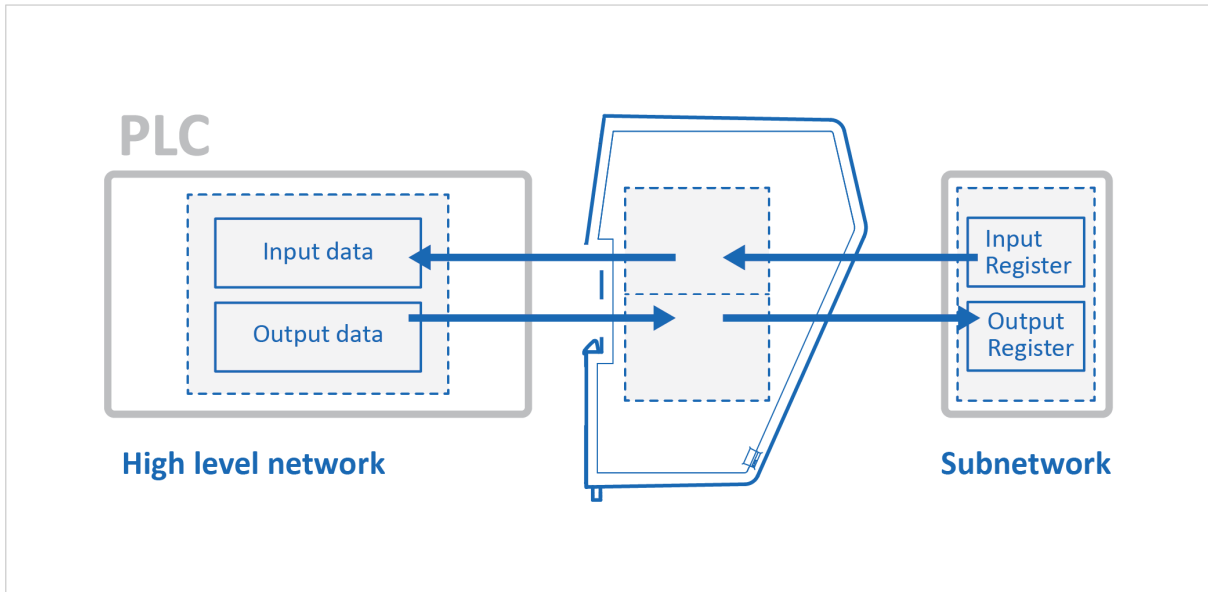 PLC
Input data
Output data
Input
Register
Output
Register
High level network
Subnetwork